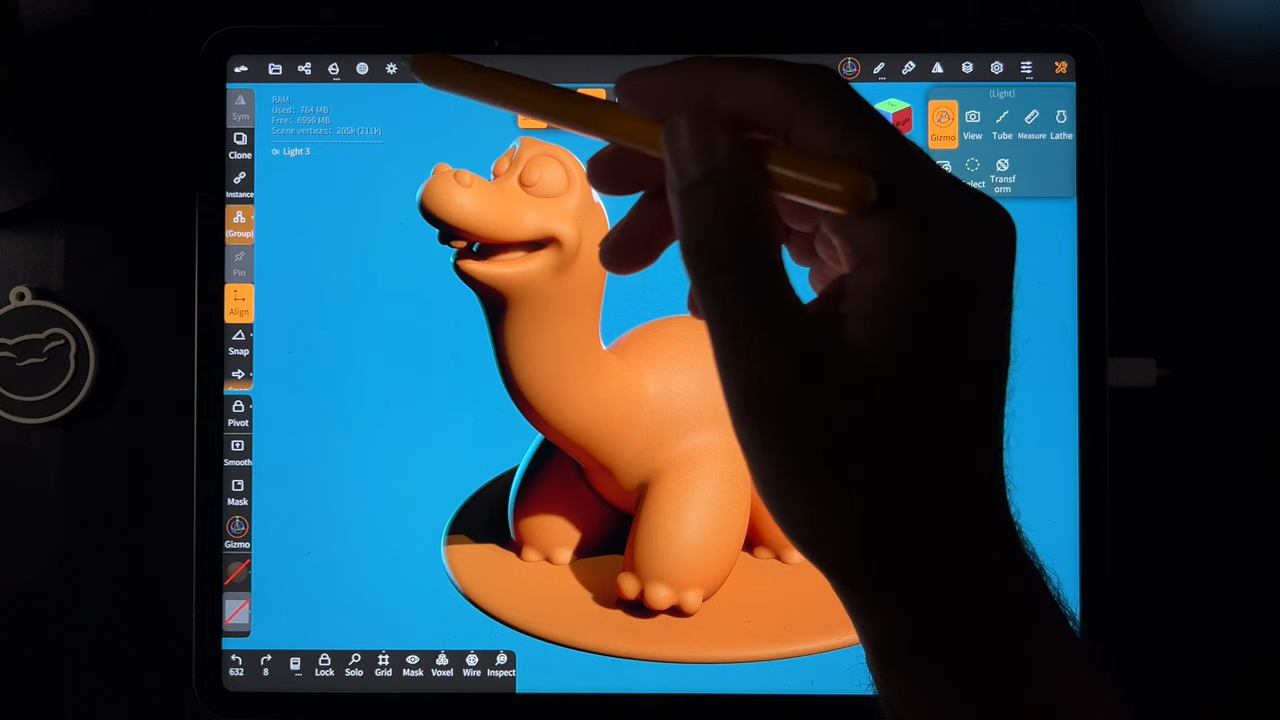 RAM
Used: 764 MB
Free: 6990 MB
Scene vertices: 205k (211k)
Light 3
(Light)
Gizmo
View
Tube
Measure
Lathe
Transf
orm
Right
Sym
Clone
Instance
(Group)
Pin
Align
Snap
Pivot
Smooth
Mask
Gizmo
632
8
...
Lock
Solo
Grid
Mask
Voxel
Wire
Inspect